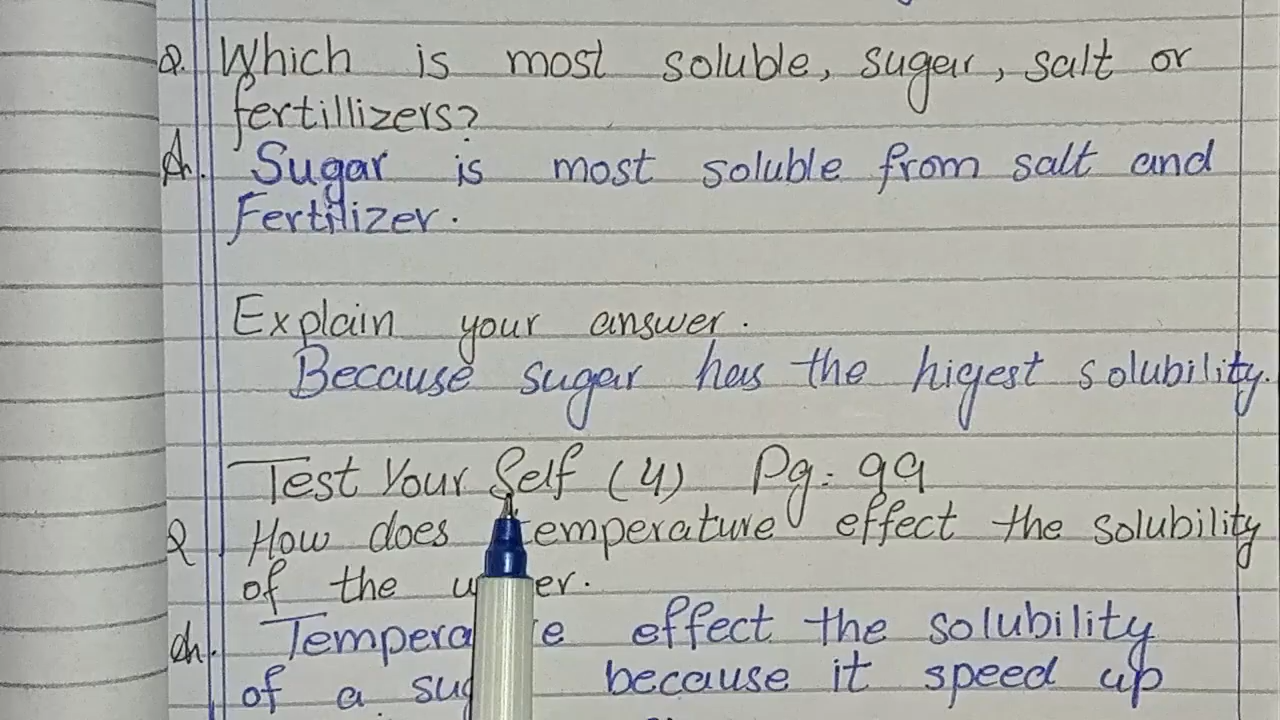 Q. Which is most soluble, sugar, salt or
fertillizers?
An. Sugar is most soluble from salt and
Fertilizer.
Explain your answer.
Because sugar has the higest solubility.
Test Your Self (4) Pg: 99
Q How does temperature effect the solubility
of the
An. effect the solubility
of a because it speed up